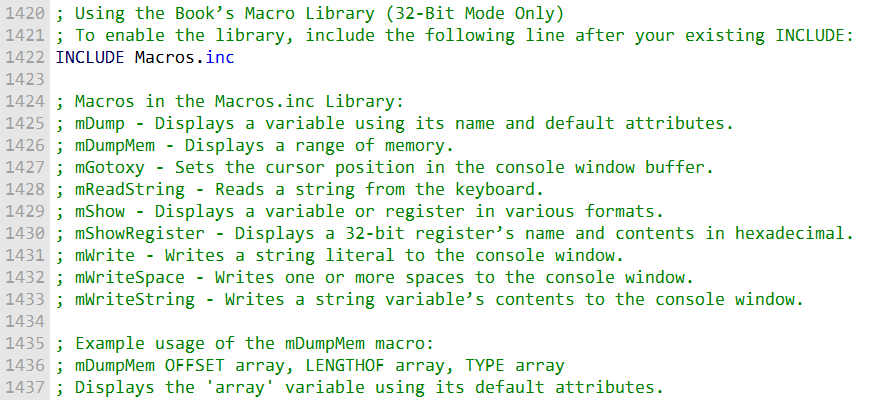 1420 ; Using the Book’s Macro Library (32-Bit Mode Only)
1421 ; To enable the library, include the following line after your existing INCLUDE:
1422 INCLUDE Macros.inc
1423
1424 ; Macros in the Macros.inc Library:
1425 ; mDump - Displays a variable using its name and default attributes.
1426 ; mDumpMem - Displays a range of memory.
1427 ; mGotoxy - Sets the cursor position in the console window buffer.
1428 ; mReadString - Reads a string from the keyboard.
1429 ; mShow - Displays a variable or register in various formats.
1430 ; mShowRegister - Displays a 32-bit register’s name and contents in hexadecimal.
1431 ; mWrite - Writes a string literal to the console window.
1432 ; mWriteSpace - Writes one or more spaces to the console window.
1433 ; mWriteString - Writes a string variable’s contents to the console window.
1434
1435 ; Example usage of the mDumpMem macro:
1436 ; mDumpMem OFFSET array, LENGTHOF array, TYPE array
1437 ; Displays the 'array' variable using its default attributes.